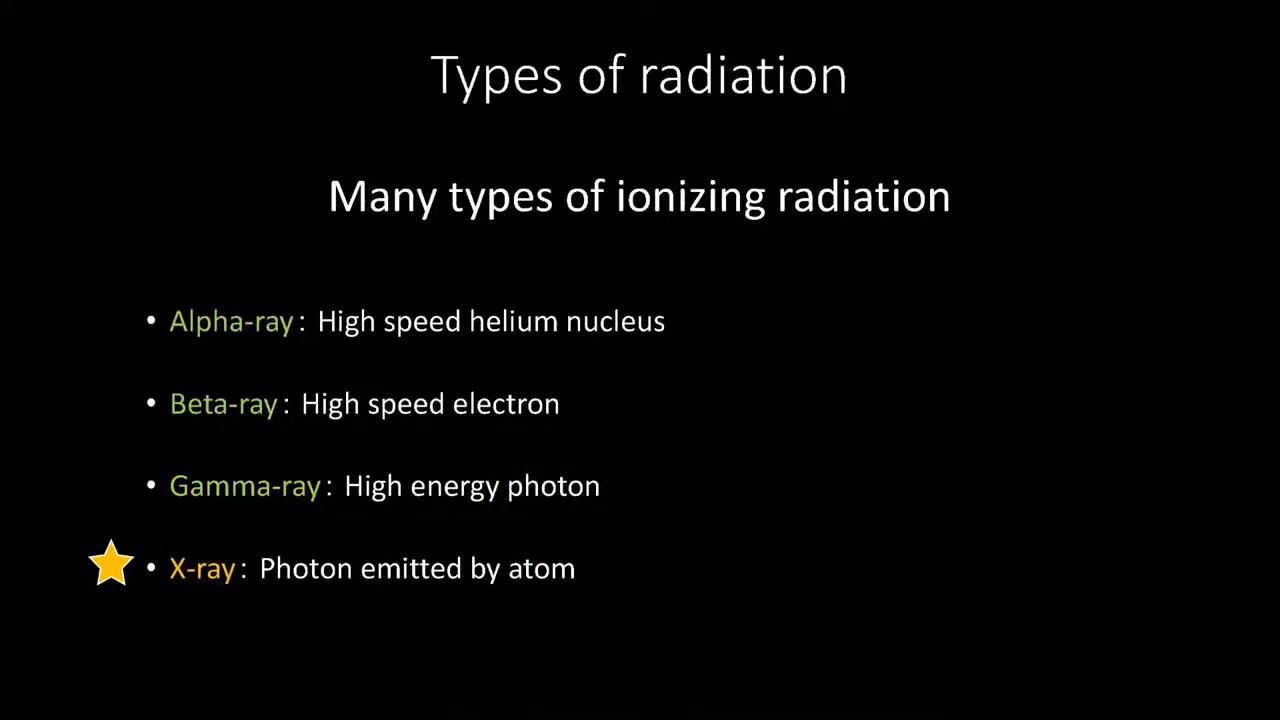 Types of radiation
Many types of ionizing radiation
• Alpha-ray: High speed helium nucleus
• Beta-ray: High speed electron
• Gamma-ray: High energy photon
• X-ray: Photon emitted by atom